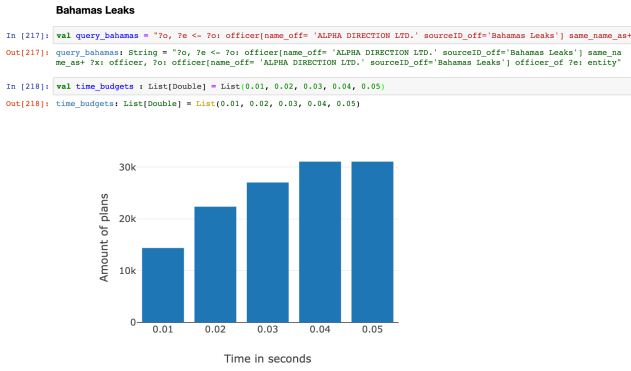 Bahamas Leaks
In [217]: val query_bahamas = "?o, ?e <- ?o: officer[name_off= 'ALPHA DIRECTION LTD.' sourceID_off='Bahamas Leaks'] same_name_as+
Out[217]: query_bahamas: String = "?o, ?e <- ?o: officer[name_off= 'ALPHA DIRECTION LTD.' sourceID_off='Bahamas Leaks'] same_na
me_as+ ?x: officer, ?o: officer[name_off= 'ALPHA DIRECTION LTD.' sourceID_off='Bahamas Leaks'] officer_of ?e: entity"
In [218]: val time_budgets : List[Double] = List(0.01, 0.02, 0.03, 0.04, 0.05)
Out[218]: time_budgets: List[Double] = List(0.01, 0.02, 0.03, 0.04, 0.05)
30k
20k
10k
0
Amount of plans
0.01 0.02 0.03 0.04 0.05
Time in seconds